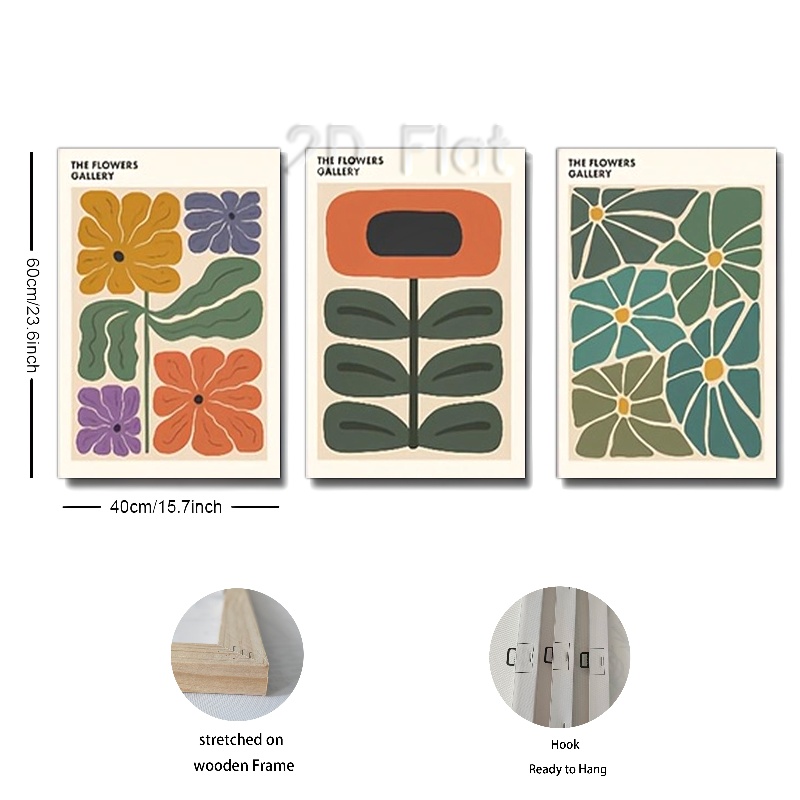 2D Flat
THE FLOWERS
GALLERY
THE FLOWERS
GALLERY
THE FLOWERS
GALLERY
60cm/23.6inch
40cm/15.7inch
stretched on
wooden Frame
Hook
Ready to Hang